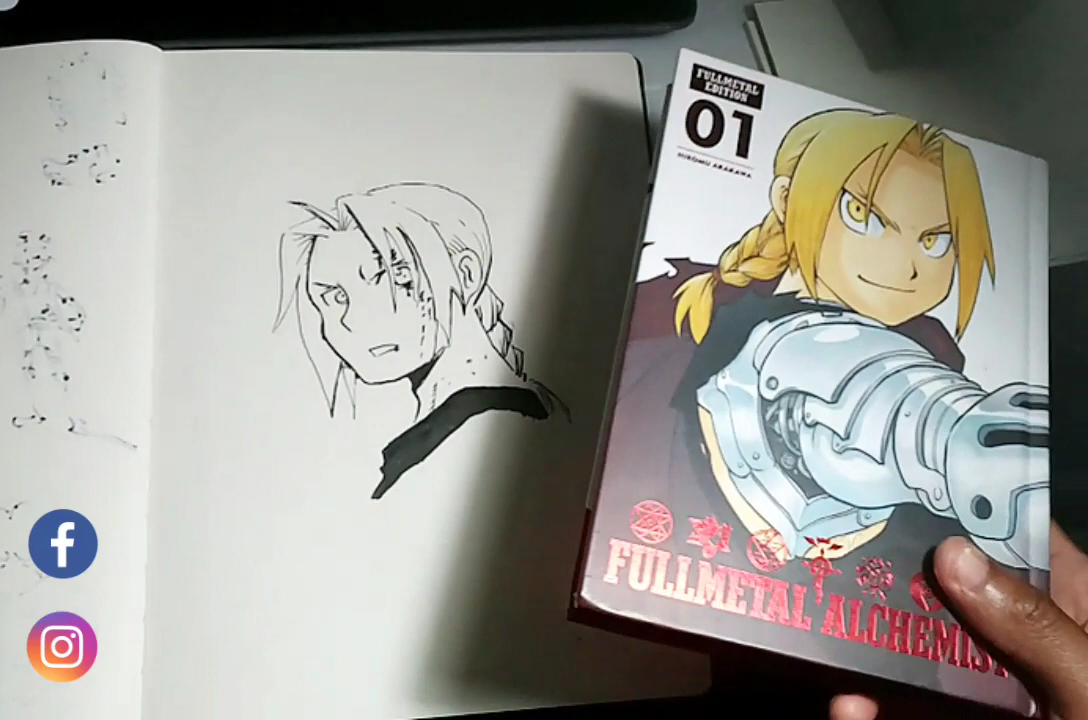 FULLMETAL
EDITION
01
HIROMU ARAKAWA
FULLMETAL ALCHEMIST